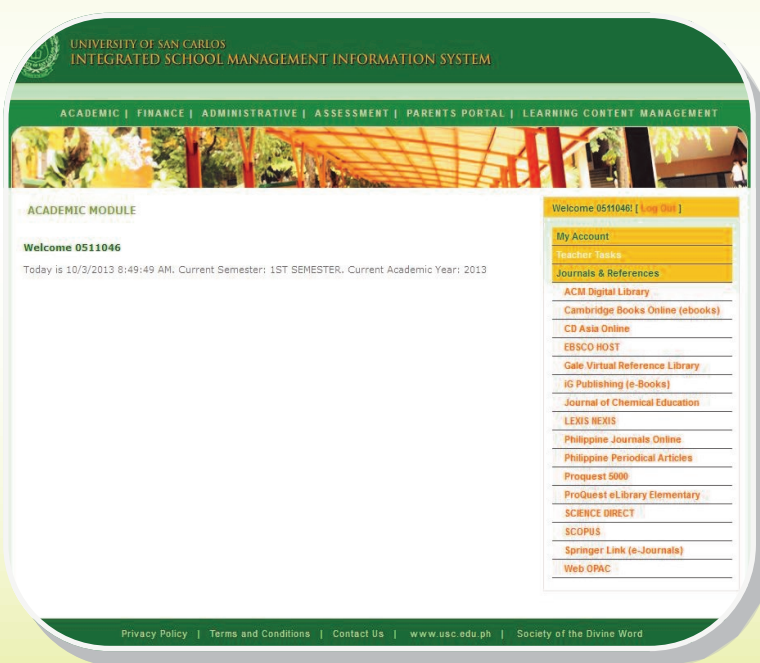 UNIVERSITY OF SAN CARLOS
INTEGRATED SCHOOL MANAGEMENT INFORMATION SYSTEM
ACADEMIC | FINANCE | ADMINISTRATIVE | ASSESSMENT | PARENTS PORTAL | LEARNING CONTENT MANAGEMENT
ACADEMIC MODULE
Welcome 0511046
Today is 10/3/2013 8:49:49 AM. Current Semester: 1ST SEMESTER. Current Academic Year: 2013
Welcome 0511046! [ Log Out ]
My Account
Teacher Tasks
Journals & References
ACM Digital Library
Cambridge Books Online (ebooks)
CD Asia Online
EBSCO HOST
Gale Virtual Reference Library
iG Publishing (e-Books)
Journal of Chemical Education
LEXIS NEXIS
Philippine Journals Online
Philippine Periodical Articles
Proquest 5000
ProQuest eLibrary Elementary
SCIENCE DIRECT
SCOPUS
Springer Link (e-Journals)
Web OPAC
Privacy Policy | Terms and Conditions | Contact Us | www.usc.edu.ph | Society of the Divine Word